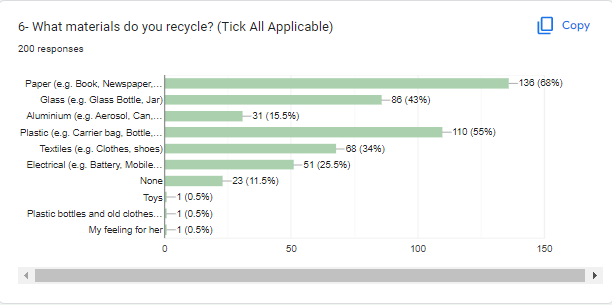 6- What materials do you recycle? (Tick All Applicable)
Copy
200 responses
Paper (e.g. Book, Newspaper,... 136 (68%)
Glass (e.g. Glass Bottle, Jar) 86 (43%)
Aluminium (e.g. Aerosol, Can,... 31 (15.5%)
Plastic (e.g. Carrier bag, Bottle,... 110 (55%)
Textiles (e.g. Clothes, shoes) 68 (34%)
Electrical (e.g. Battery, Mobile... 51 (25.5%)
None 23 (11.5%)
Toys 1 (0.5%)
Plastic bottles and old clothes... 1 (0.5%)
My feeling for her 1 (0.5%)
0 50 100 150